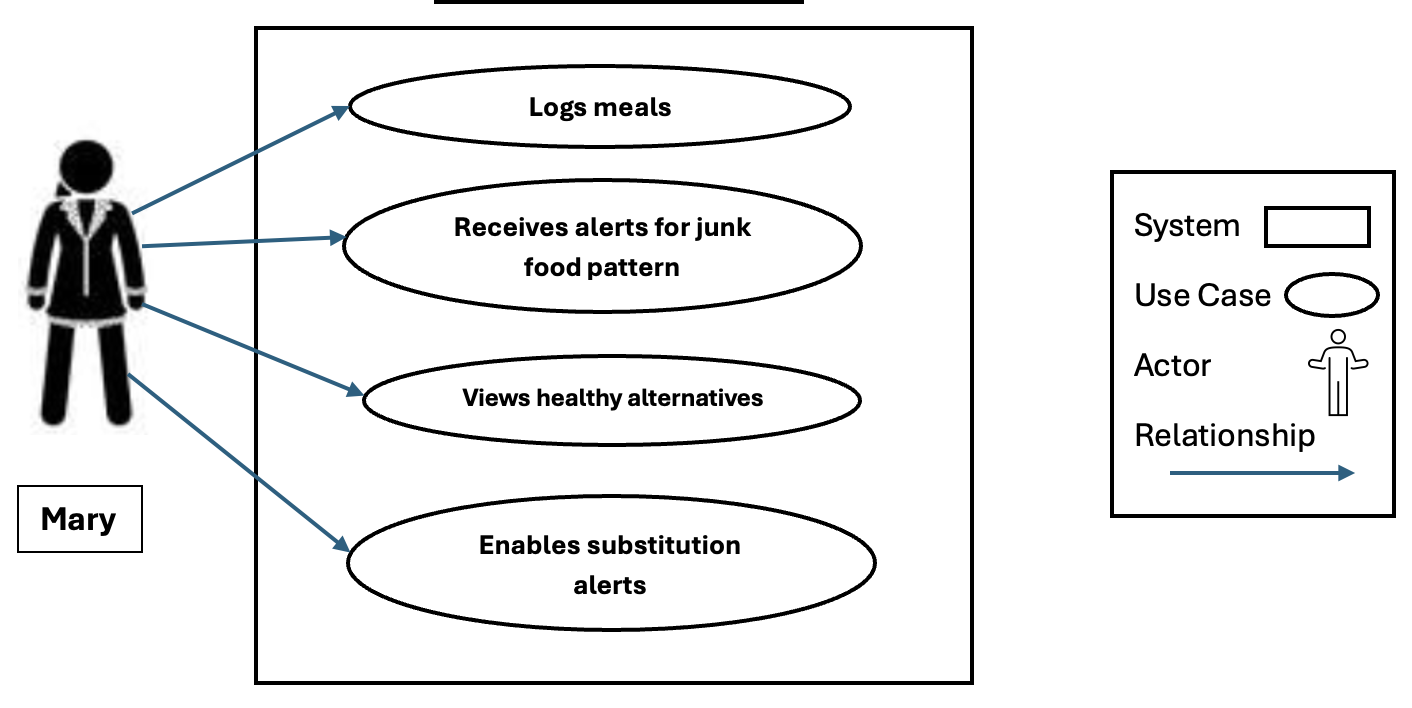 Logs meals
Receives alerts for junk
food pattern
Views healthy alternatives
Enables substitution
alerts
Mary
System
Use Case
Actor
Relationship